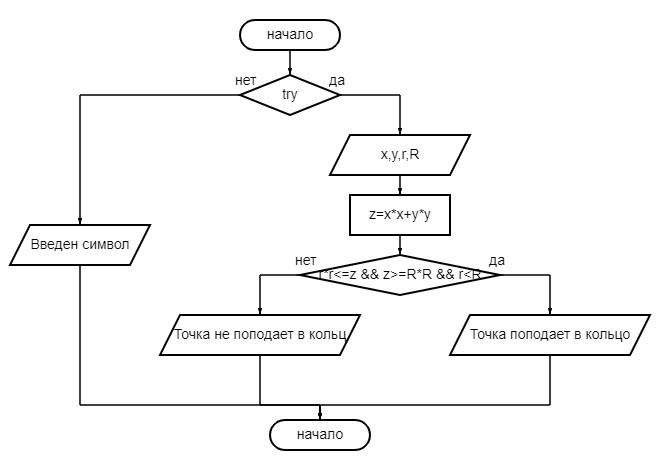 начало
нет
да
try
x,y,r,R
z=x*x+y*y
Введен символ
нет
да
r*r<=z && z>=R*R && r<R
Точка не поподает в кольц
Точка поподает в кольцо
начало